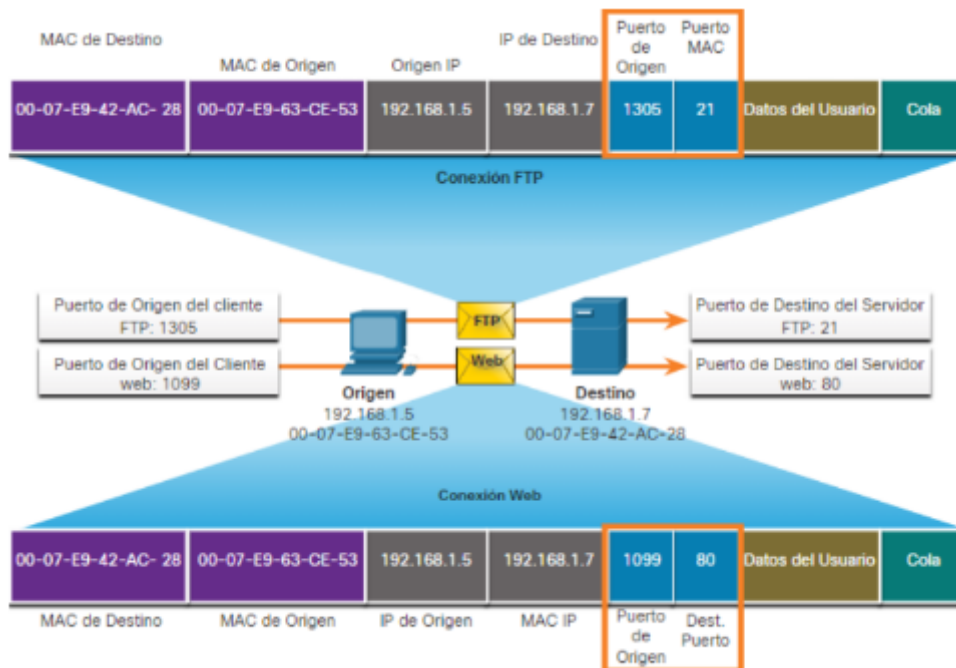 MAC de Destino
MAC de Origen
Origen IP
IP de Destino
Puerto
de
Origen
Puerto
MAC
00-07-E9-42-AC- 28
00-07-E9-63-CE-53
192.168.1.5
192.168.1.7
1305
21
Datos del Usuario
Cola
Conexión FTP
Puerto de Origen del cliente
FTP: 1305
FTP
Puerto de Destino del Servidor
FTP: 21
Puerto de Origen del Cliente
web: 1099
Web
Puerto de Destino del Servidor
web: 80
Origen
192.168.1.5
00-07-E9-63-CE-53
Destino
192.168.1.7
00-07-E9-42-AC-28
Conexión Web
00-07-E9-42-AC- 28
00-07-E9-63-CE-53
192.168.1.5
192.168.1.7
1099
80
Datos del Usuario
Cola
MAC de Destino
MAC de Origen
IP de Origen
MAC IP
Puerto
de
Origen
Dest.
Puerto